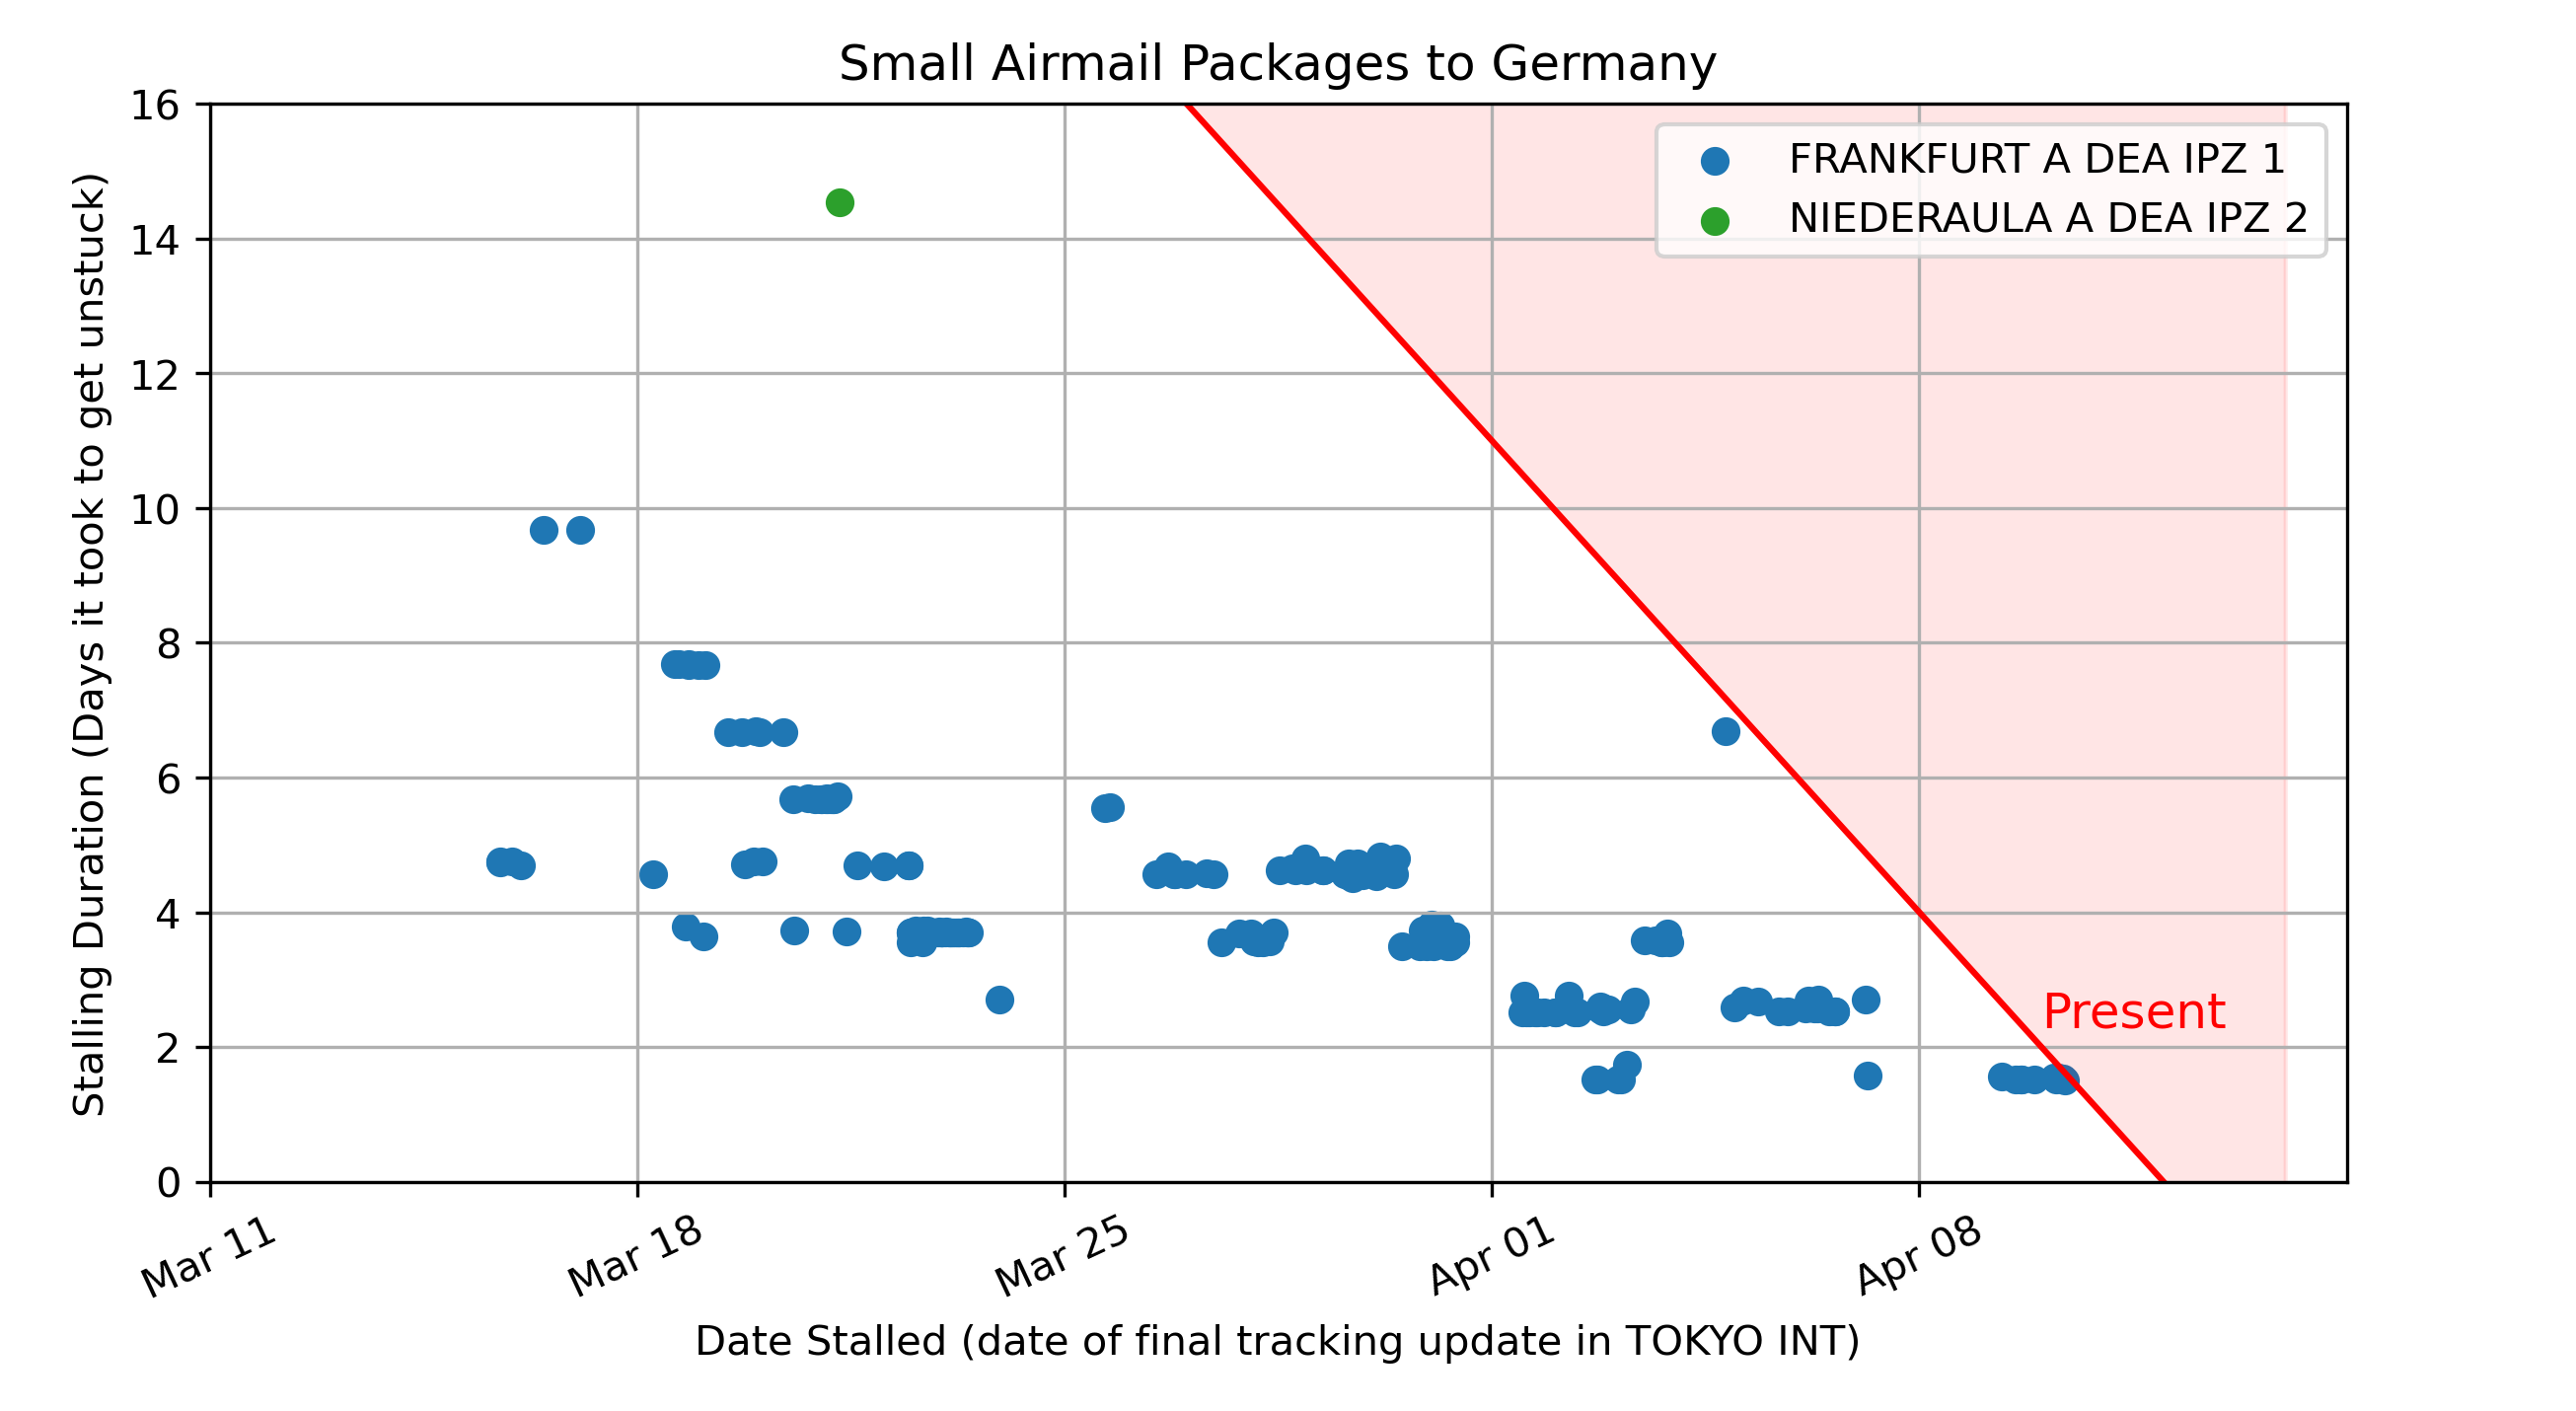 Small Airmail Packages to Germany
Stalling Duration (Days it took to get unstuck)
16
14
12
10
8
6
4
2
0
FRANKFURT A DEA IPZ 1
NIEDERAULA A DEA IPZ 2
Present
Mar 11
Mar 18
Mar 25
Apr 01
Apr 08
Date Stalled (date of final tracking update in TOKYO INT)